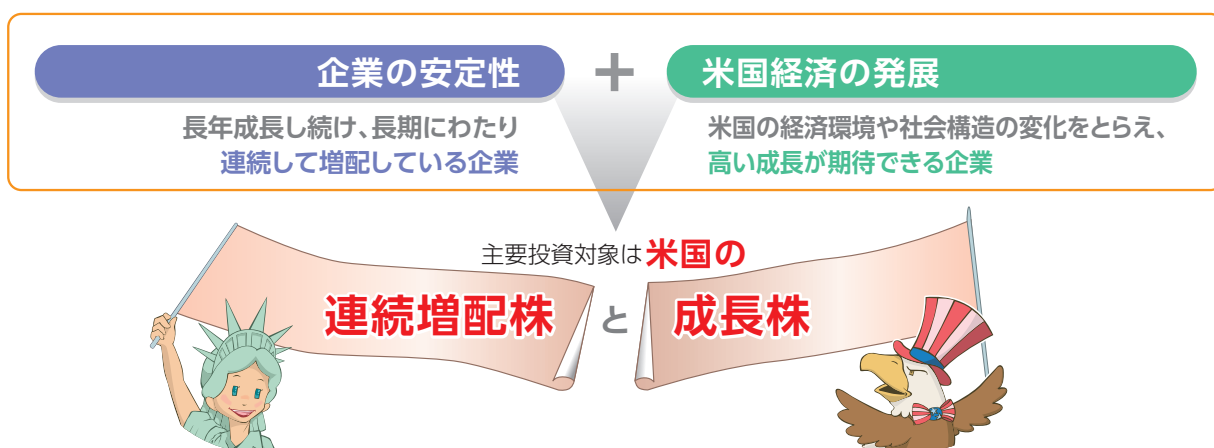 企業の安定性
+
米国経済の発展
長年成長し続け、長期にわたり
連続して増配している企業
米国の経済環境や社会構造の変化をとらえ、
高い成長が期待できる企業
主要投資対象は米国の
連続増配株 と 成長株